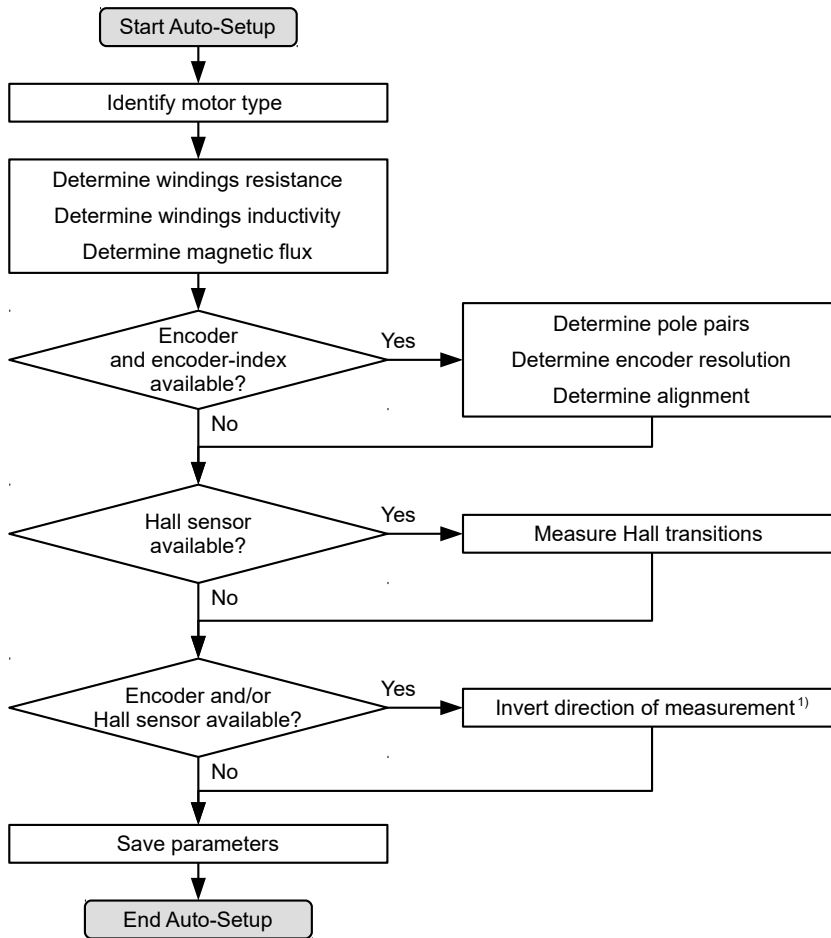 Start Auto-Setup
Identify motor type
Determine windings resistance
Determine windings inductivity
Determine magnetic flux
Encoder
and encoder-index
available?
Yes
No
Determine pole pairs
Determine encoder resolution
Determine alignment
Hall sensor
available?
Yes
No
Measure Hall transitions
Encoder and/or
Hall sensor available?
Yes
No
Invert direction of measurement 1)
Save parameters
End Auto-Setup